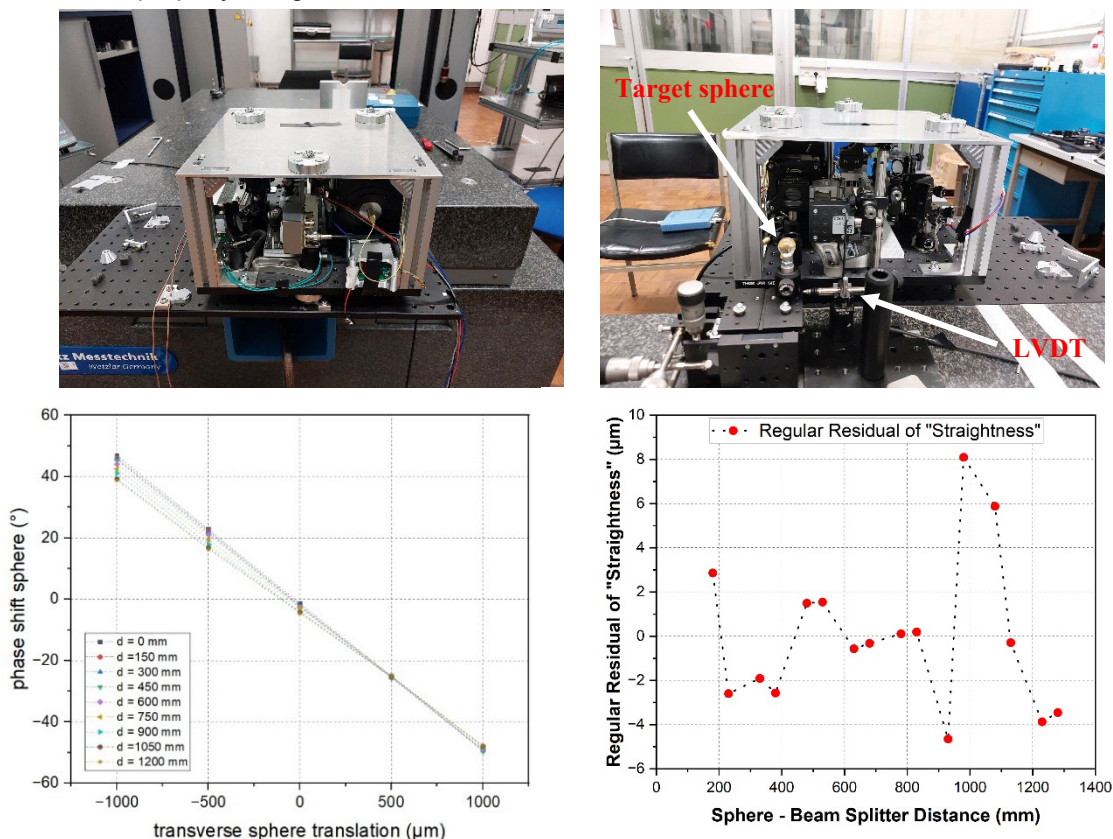 Target sphere
LVDT
z Messtechnik
S Wetzlar Germany
60
40
20
0
−20
−40
−60
phase shift sphere (°)
d = 0 mm
d =150 mm
d = 300 mm
d = 450 mm
d = 600 mm
d = 750 mm
d = 900 mm
d =1050 mm
d = 1200 mm
−1000 −500 0 500 1000
transverse sphere translation (µm)
Regular Residual of "Straightness"
10
8
6
4
2
0
−2
−4
−6
Regular Residual of "Straightness" (µm)
0 200 400 600 800 1000 1200 1400
Sphere - Beam Splitter Distance (mm)